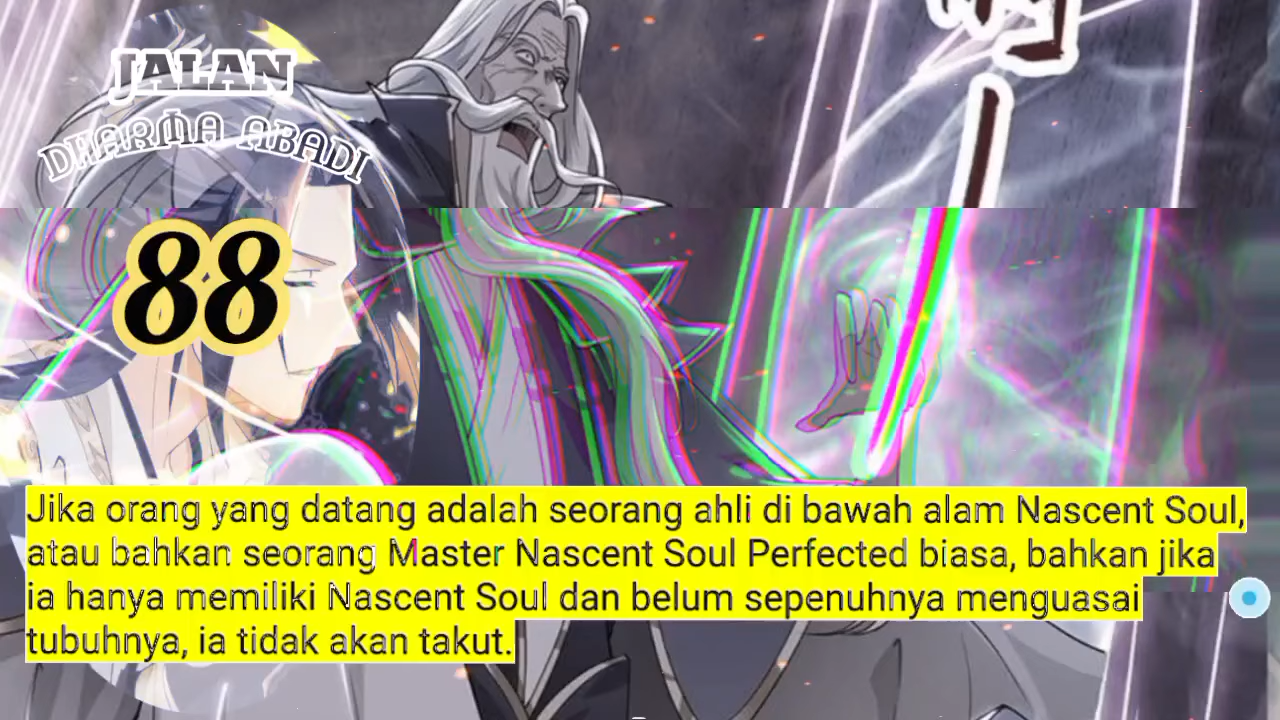 JALAN
DHARMA ABADI
88
Jika orang yang datang adalah seorang ahli di bawah alam Nascent Soul,
atau bahkan seorang Master Nascent Soul Perfected biasa, bahkan jika
ia hanya memiliki Nascent Soul dan belum sepenuhnya menguasai
tubuhnya, ia tidak akan takut.